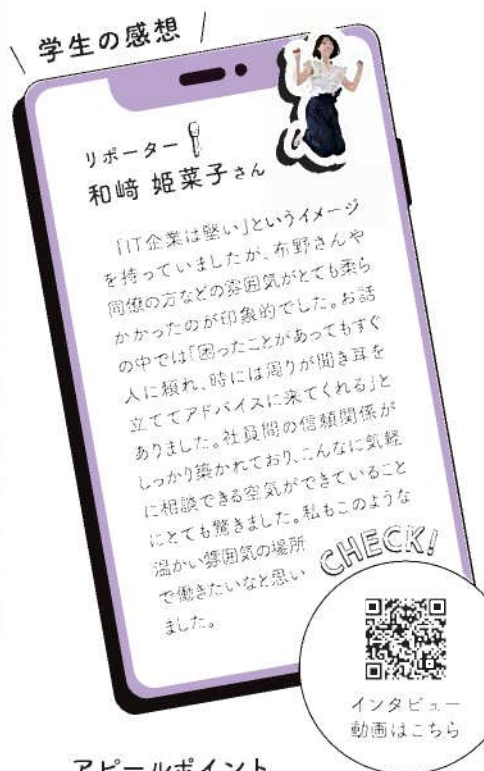 学生の感想
リポーター
和﨑 姫菜子さん
「IT企業は堅い」というイメージ
を持っていましたが、布野さんや
同僚の方などの雰囲気がとても柔ら
かかったのが印象的でした。お話
の中では「困ったことがあってもすぐ
人に頼れ、時には周りが聞き耳を
立ててアドバイスに来てくれる」と
ありました。社員間の信頼関係が
しっかり築かれており、こんなに気軽
に相談できる空気ができていること
にとても驚きました。私もこのような
温かい雰囲気の場所
で働きたいなと思い
ました。
CHECK!
インタビュー
動画はこちら
アピールポイント